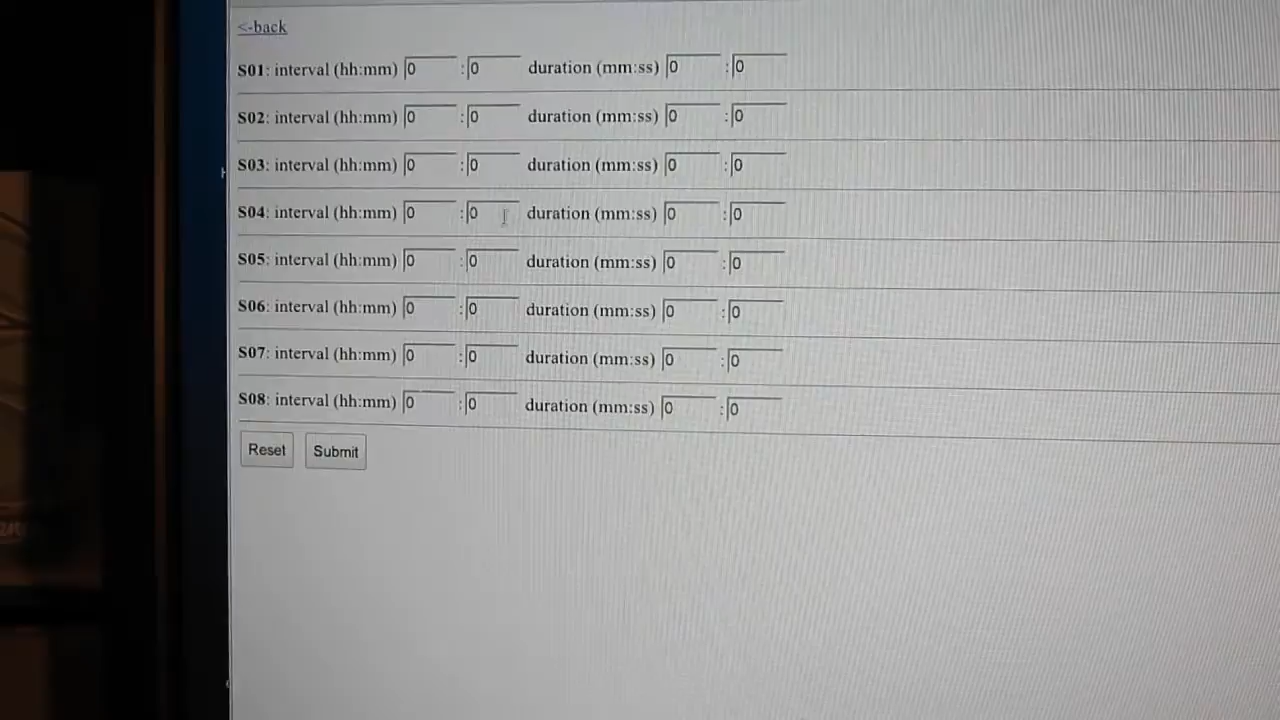 <-back
S01: interval (hh:mm) 0 :0 duration (mm:ss) 0 :0
S02: interval (hh:mm) 0 :0 duration (mm:ss) 0 :0
S03: interval (hh:mm) 0 :0 duration (mm:ss) 0 :0
S04: interval (hh:mm) 0 :0 duration (mm:ss) 0 :0
S05: interval (hh:mm) 0 :0 duration (mm:ss) 0 :0
S06: interval (hh:mm) 0 :0 duration (mm:ss) 0 :0
S07: interval (hh:mm) 0 :0 duration (mm:ss) 0 :0
S08: interval (hh:mm) 0 :0 duration (mm:ss) 0 :0
Reset Submit